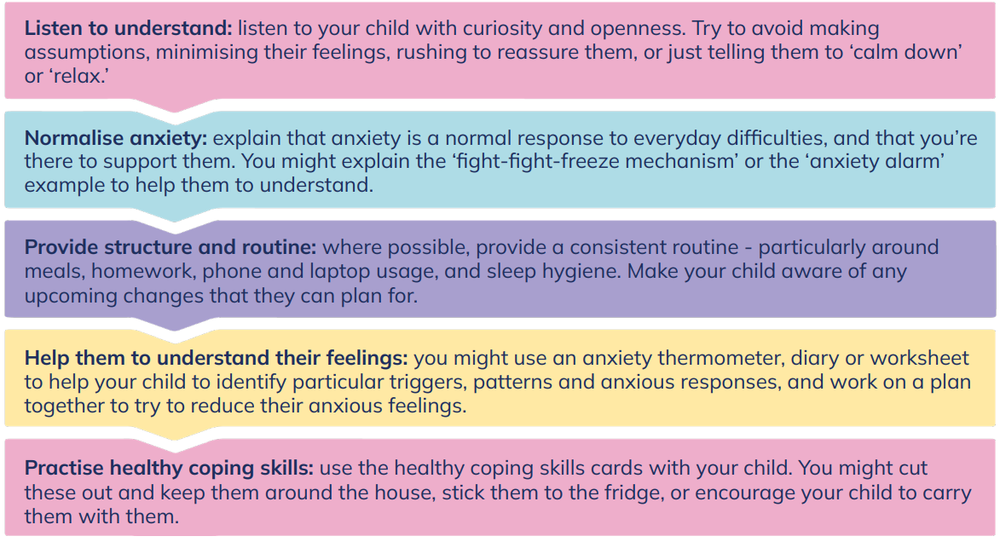 Listen to understand: listen to your child with curiosity and openness. Try to avoid making
assumptions, minimising their feelings, rushing to reassure them, or just telling them to ‘calm down’
or ‘relax.’
Normalise anxiety: explain that anxiety is a normal response to everyday difficulties, and that you’re
there to support them. You might explain the ‘fight-fight-freeze mechanism’ or the ‘anxiety alarm’
example to help them to understand.
Provide structure and routine: where possible, provide a consistent routine - particularly around
meals, homework, phone and laptop usage, and sleep hygiene. Make your child aware of any
upcoming changes that they can plan for.
Help them to understand their feelings: you might use an anxiety thermometer, diary or worksheet
to help your child to identify particular triggers, patterns and anxious responses, and work on a plan
together to try to reduce their anxious feelings.
Practise healthy coping skills: use the healthy coping skills cards with your child. You might cut
these out and keep them around the house, stick them to the fridge, or encourage your child to carry
them with them.